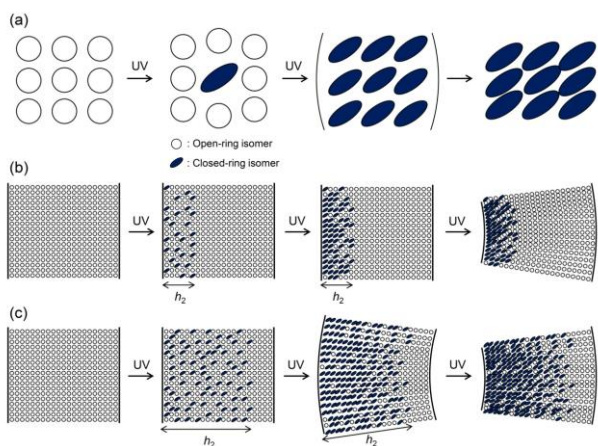 (a)
UV
UV
: Open-ring isomer
: Closed-ring isomer
(b)
UV
UV
UV
h₂
h₂
(c)
UV
UV
UV
h₂
h₂